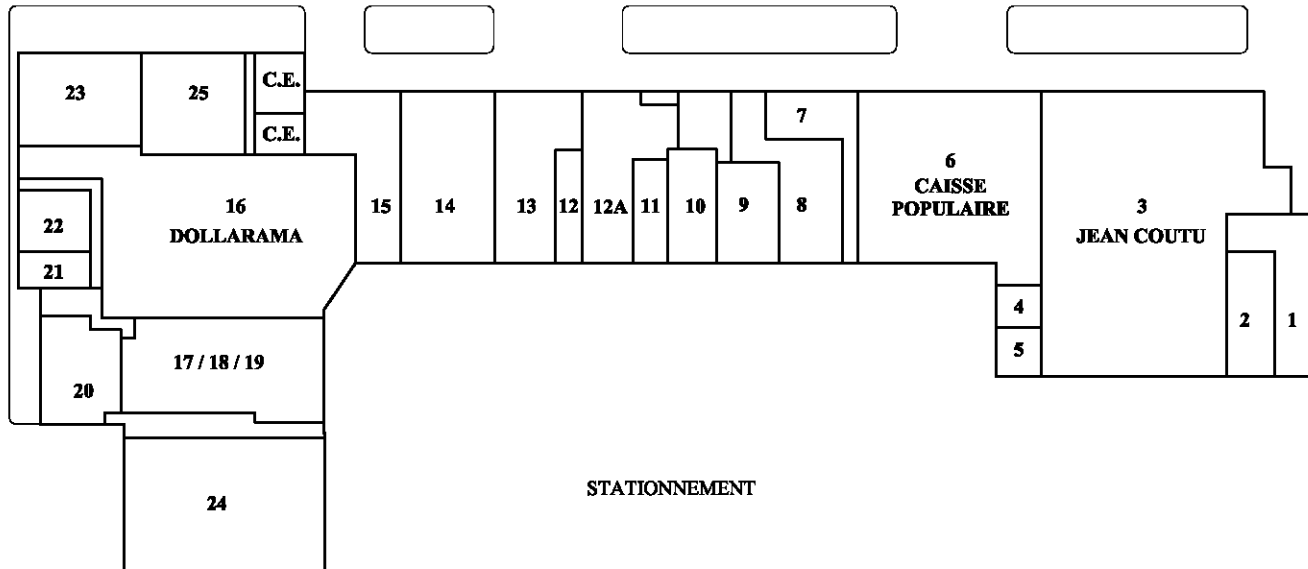 23
25
C.E.
C.E.
7
6
CAISSE
POPULAIRE
16
DOLLARAMA
15
14
13
12
12A
11
10
9
8
3
JEAN COUTU
22
21
4
5
2
1
17 / 18 / 19
20
24
STATIONNEMENT